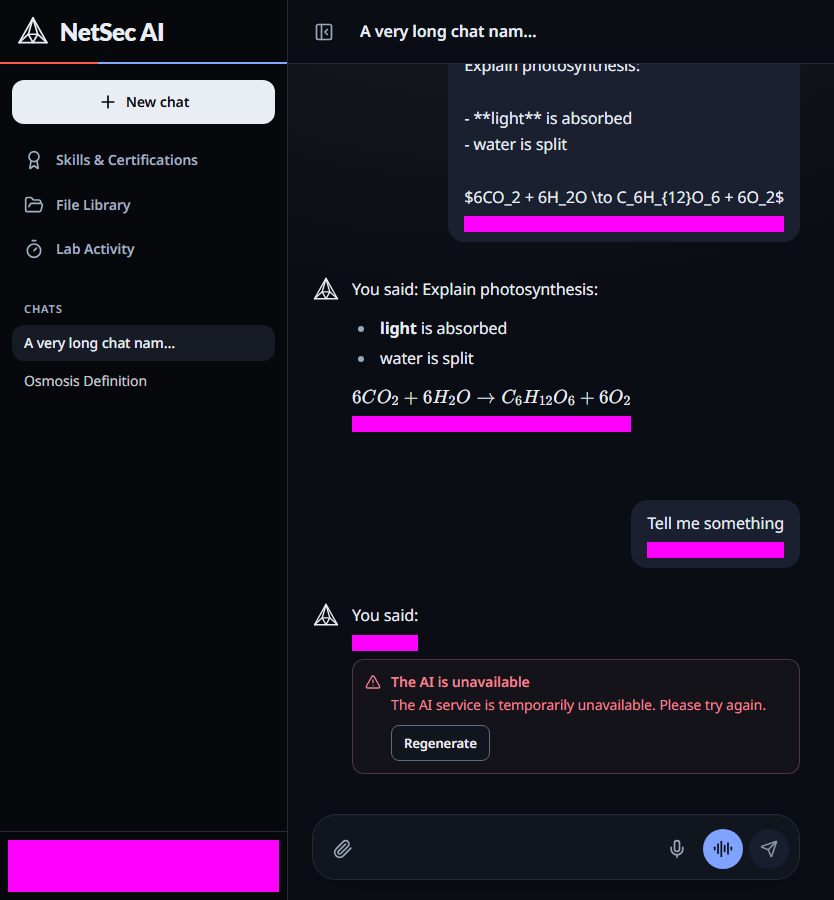 NetSec AI
New chat
Skills & Certifications
File Library
Lab Activity
CHATS
A very long chat nam...
Osmosis Definition
A very long chat nam...
Explain photosynthesis:
- **light** is absorbed
- water is split
$6CO_2 + 6H_2O \to C_6H_{12}O_6 + 6O_2$
You said: Explain photosynthesis:
light is absorbed
water is split
6CO₂ + 6H₂O → C₆H₁₂O₆ + 6O₂
Tell me something
You said:
The AI is unavailable
The AI service is temporarily unavailable. Please try again.
Regenerate